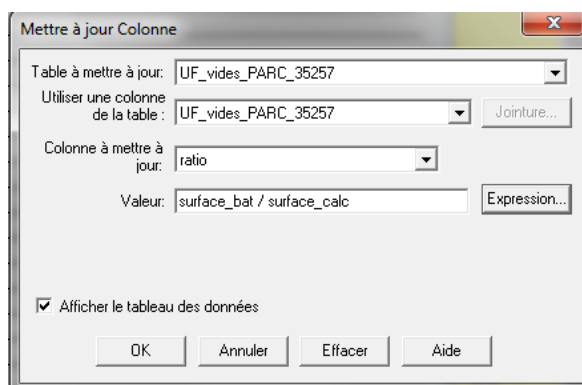 Mettre à jour Colonne
Table à mettre à jour: UF_vides_PARC_35257
Utiliser une colonne
de la table : UF_vides_PARC_35257 Jointure...
Colonne à mettre à
jour: ratio
Valeur: surface_bat / surface_calc Expression...
Afficher le tableau des données
OK Annuler Effacer Aide